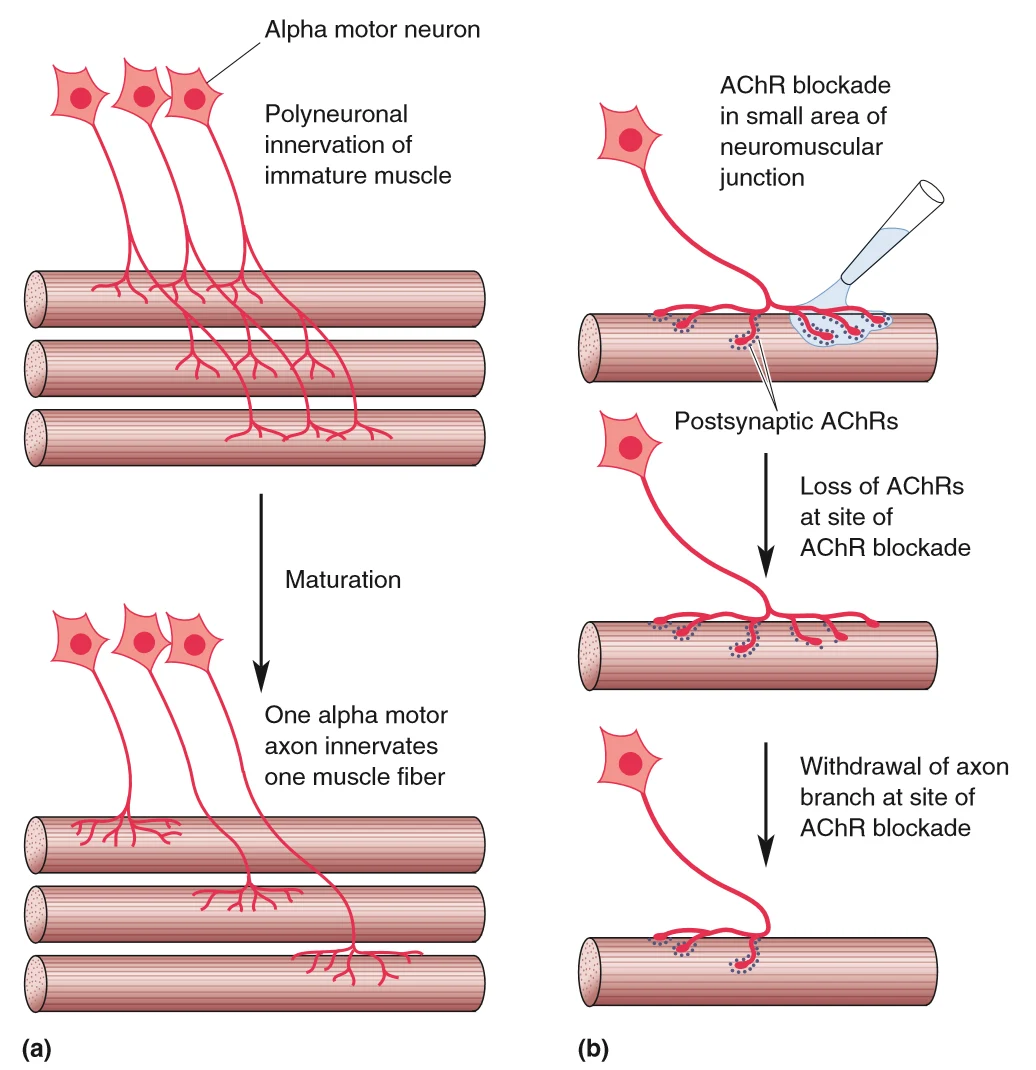 Alpha motor neuron
Polyneuronal
innervation of
immature muscle
Maturation
One alpha motor
axon innervates
one muscle fiber
(a)
AChR blockade
in small area of
neuromuscular
junction
Postsynaptic AChRs
Loss of AChRs
at site of
AChR blockade
Withdrawal of axon
branch at site of
AChR blockade
(b)